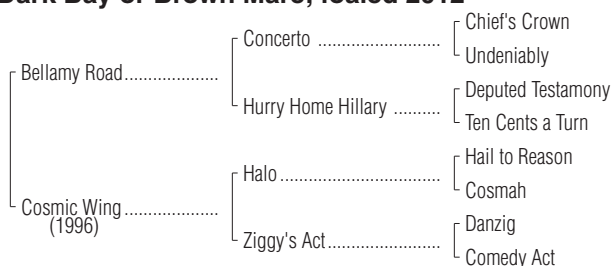 Dark Bay or Brown Mare; foaled 2012
Chief's Crown
Concerto ..........................
Undeniably
Bellamy Road....................
Deputed Testamony
Hurry Home Hillary ..........
Ten Cents a Turn
Hail to Reason
Halo..................................
Cosmah
Cosmic Wing....................
(1996)
Danzig
Ziggy's Act........................
Comedy Act